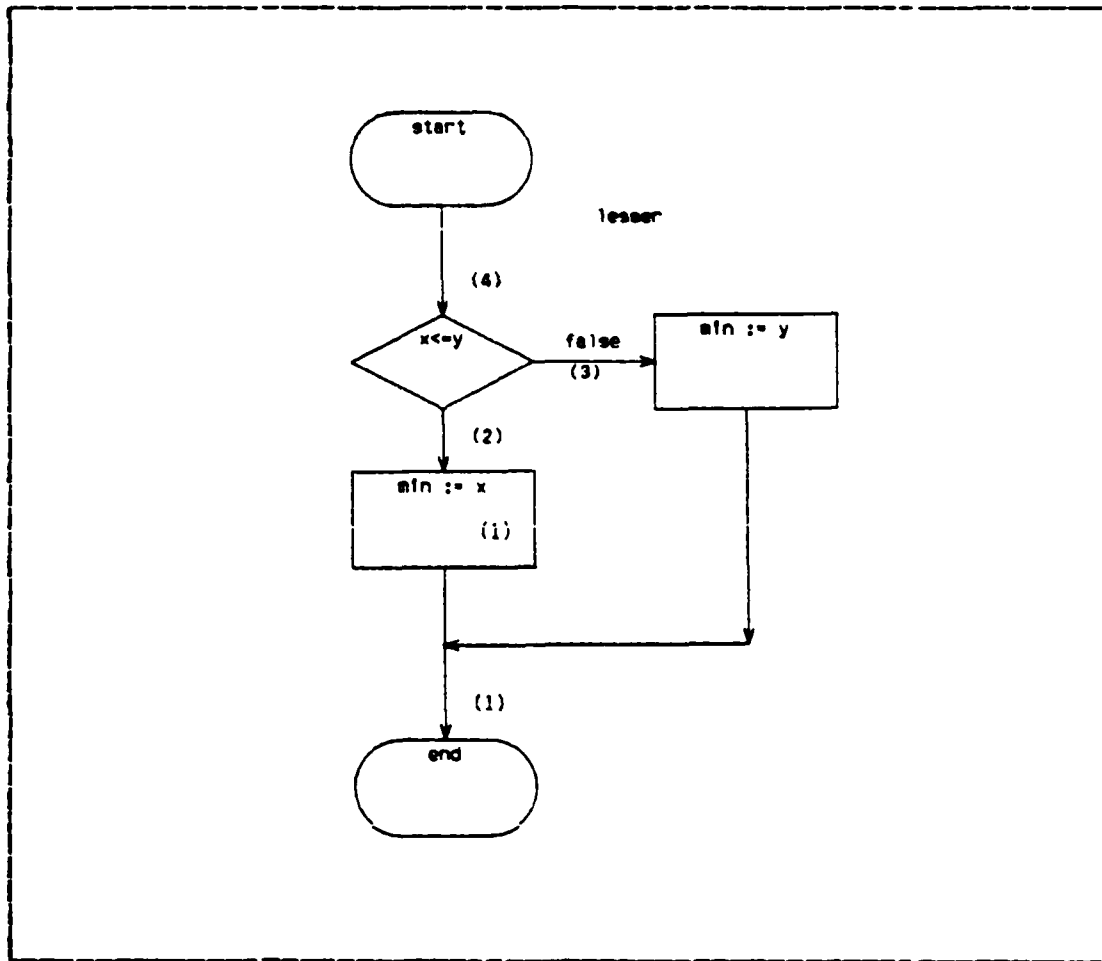 start
lesser
(4)
x<=y
false
(3)
min := y
(2)
min := x
(1)
(1)
end